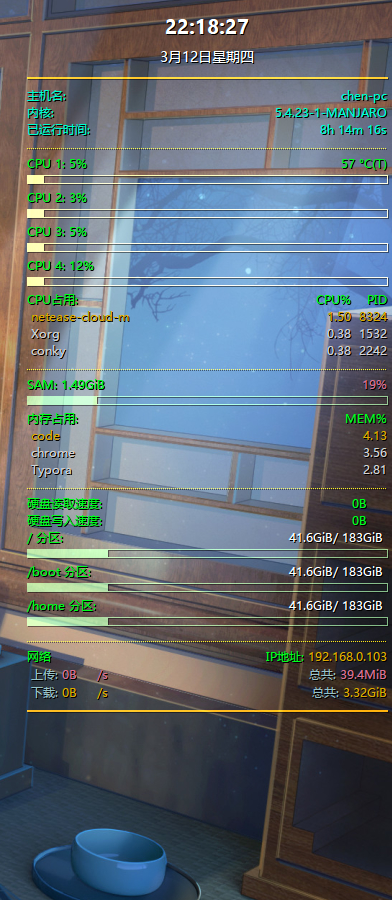 22:18:27
3月12日星期四
主机名: chen-pc
内核: 5.4.23-1-MANJARO
已运行时间: 8h 14m 16s
CPU 1: 5% 57 °C(T)
CPU 2: 3%
CPU 3: 5%
CPU 4: 12%
CPU占用: CPU% PID
netease-cloud-m 1.50 8324
Xorg 0.38 1532
conky 0.38 2242
SAM: 1.49GiB 19%
内存占用: MEM%
code 4.13
chrome 3.56
Typora 2.81
硬盘读取速度: 0B
硬盘写入速度: 0B
/ 分区: 41.6GiB/ 183GiB
/boot 分区: 41.6GiB/ 183GiB
/home 分区: 41.6GiB/ 183GiB
网络 IP地址: 192.168.0.103
上传: 0B /s 总共: 39.4MiB
下载: 0B /s 总共: 3.32GiB